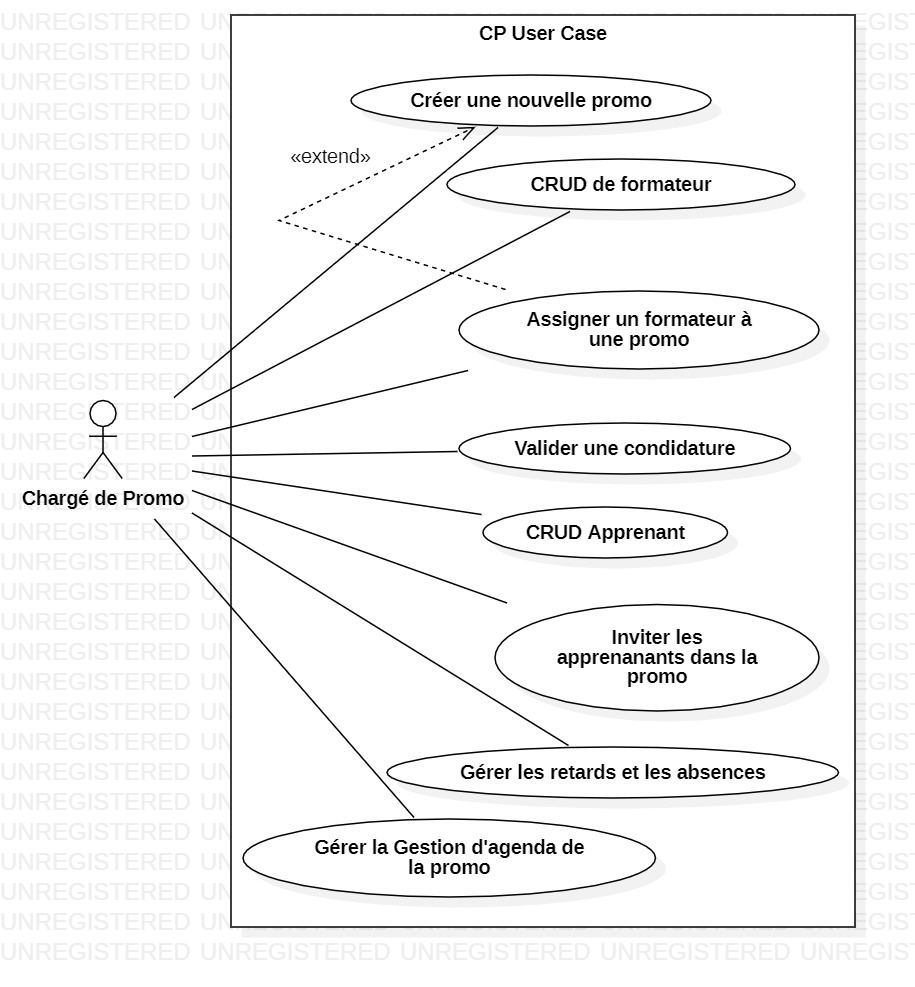 CP User Case
Créer une nouvelle promo
«extend»
CRUD de formateur
Assigner un formateur à
une promo
Chargé de Promo
Valider une condidature
CRUD Apprenant
Inviter les
apprenanants dans la
promo
Gérer les retards et les absences
Gérer la Gestion d'agenda de
la promo
UNREGISTERED UNREGISTERED UNREGISTERED UNREGISTERED UNREGISTERED